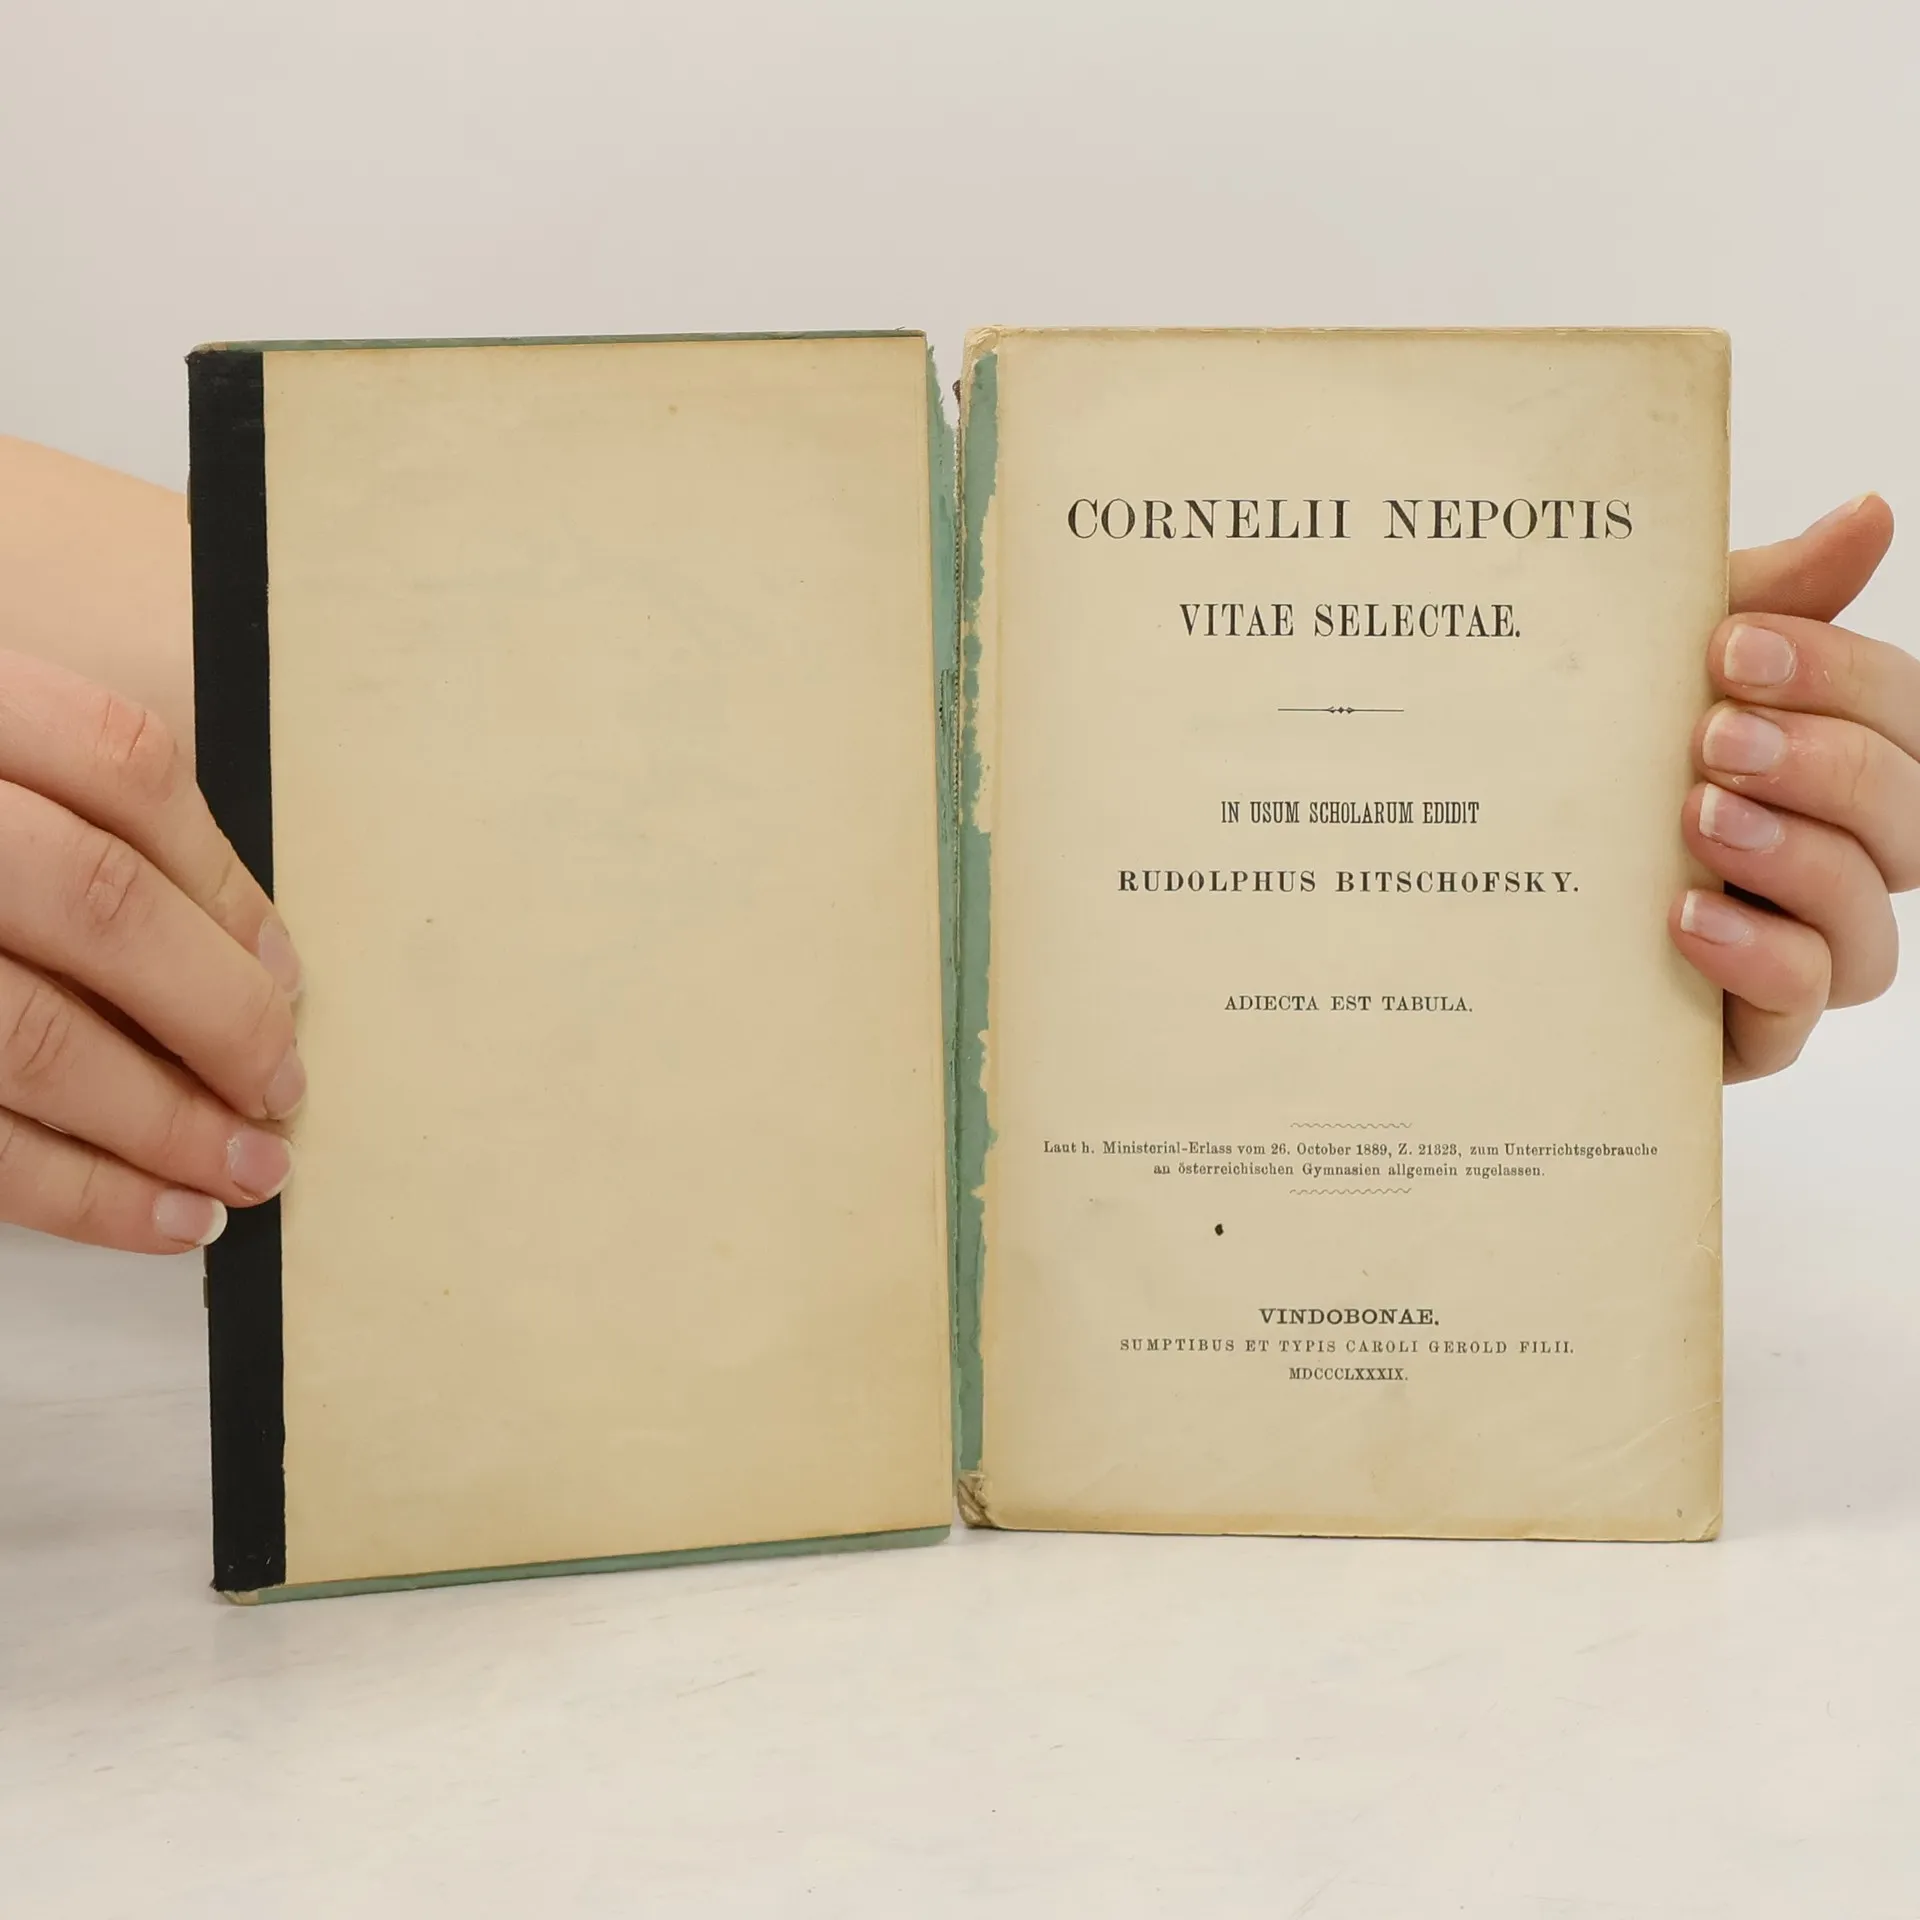 CORNELII NEPOTIS
VITAE SELECTAE.
IN USUM SCHOLARUM EDIDIT
RUDOLPHUS BITSCHOFSKY.
ADIECTA EST TABULA.
Laut h. Ministerial-Erlass vom 26. October 1889, Z. 21323, zum Unterrichtsgebrauche
an österreichischen Gymnasien allgemein zugelassen.
VINDOBONAE.
SUMPTIBUS ET TYPIS CAROLI GEROLD FILII.
MDCCCLXXXIX.